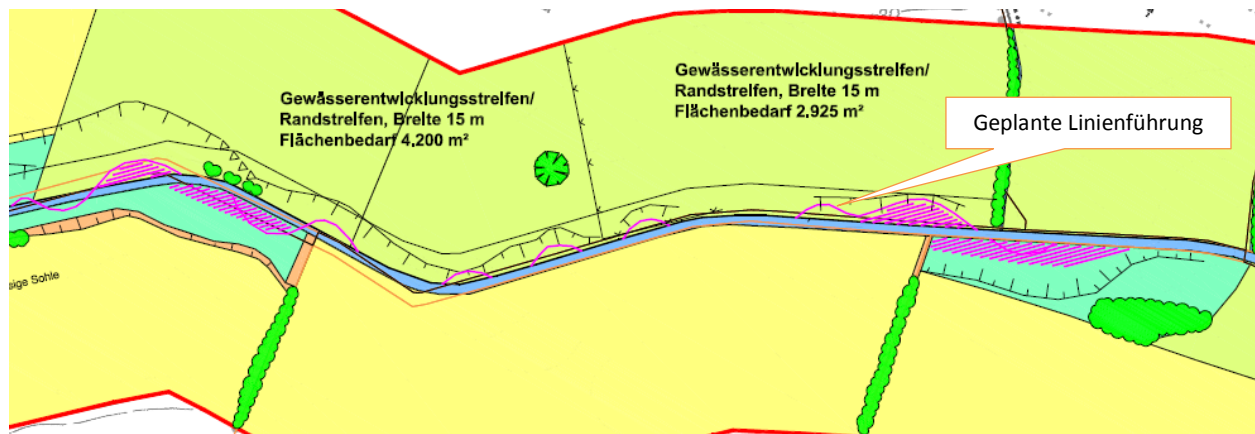 Gewässerentwicklungsstreifen/
Randstreifen, Breite 15 m
Flächenbedarf 4.200 m²
Gewässerentwicklungsstreifen/
Randstreifen, Breite 15 m
Flächenbedarf 2.925 m²
Geplante Linienführung
sige Sohle